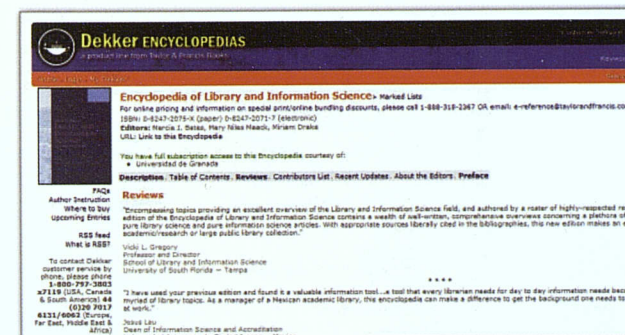 Dekker ENCYCLOPEDIAS
a product line from Taylor & Francis Books
Encyclopedia of Library and Information Science» Marked Lists
For online pricing and information on special print/online bundling discounts, please call 1-888-318-2367 OR email: e-reference@taylorandfrancis.co
ISBN: 0-8247-2075-X (paper) 0-8247-2071-7 (electronic)
Editors: Marcia J. Bates, Mary Niles Maack, Miriam Drake
URL: Link to this Encyclopedia
You have full subscription access to this Encyclopedia courtesy of:
• Universidad de Granada
Description. Table of Contents. Reviews. Contributors List. Recent Updates. About the Editors. Preface
FAQs
Author Instruction
Where to buy
Upcoming Entries
RSS feed
What is RSS?
To contact Dekker
customer service by
phone, please phone
1-800-797-3803
x7119 (USA, Canada
& South America) 44
(0)20 7017
6131/6062 (Europe,
Far East, Middle East &
Africa)
Reviews
"Encompassing topics providing an excellent overview of the Library and Information Science field, and authored by a roster of highly-respected re
edition of the Encyclopedia of Library and Information Science contains a wealth of well-written, comprehensive overviews concerning a plethora of
pure library science and pure information science articles. With appropriate sources liberally cited in the bibliographies, this new edition makes an e
academic/research or large public library collection."
Vicki L. Gregory
Professor and Director
School of Library and Information Science
University of South Florida — Tampa
* * * *
"I have used your previous edition and found it a valuable information tool...a tool that every librarian needs for day to day information needs beca
myriad of library topics. As a manager of a Mexican academic library, the encyclopedia can make a difference to get the background one needs to
at work."
Jesus Lau
Dean of Information Science and Accreditation